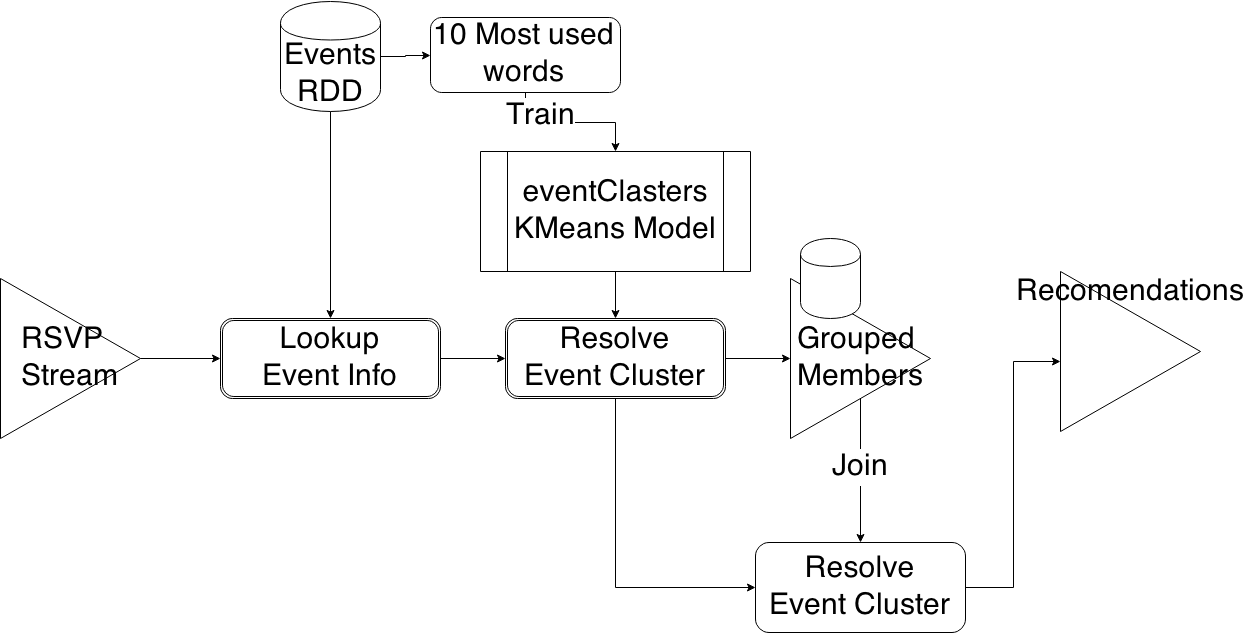 Events
RDD
10 Most used
words
Train
eventClasters
KMeans Model
RSVP
Stream
Lookup
Event Info
Resolve
Event Cluster
Grouped
Members
Recomendations
Join
Resolve
Event Cluster